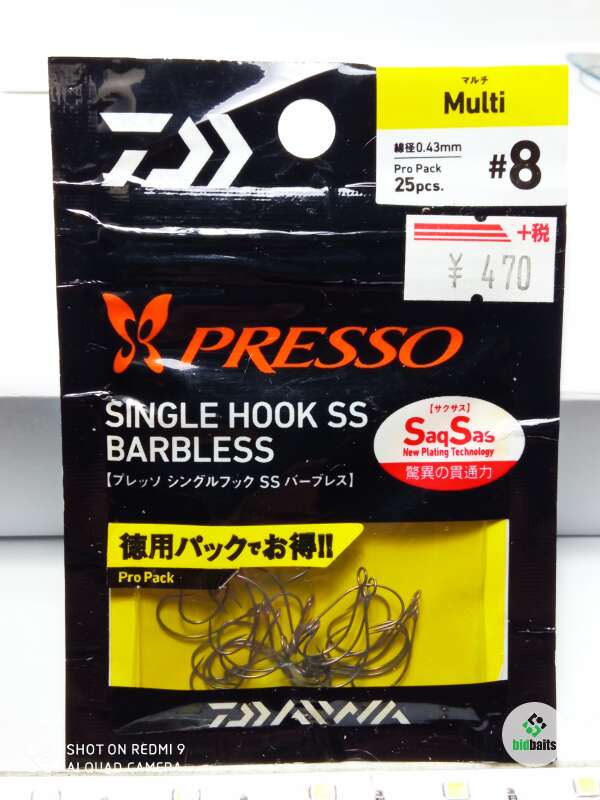 マルチ
Multi
線径0.43mm
Pro Pack
25pcs.
#8
+税
¥ 470
PRESSO
SINGLE HOOK SS
BARBLESS
【プレッソ シングルフック SS バーブレス】
【サクサス】
SaqSas
New Plating Technology
驚異の貫通力
徳用パックでお得!!
Pro Pack
DAIWA
bidbaits
SHOT ON REDMI 9
AI QUAD CAMERA